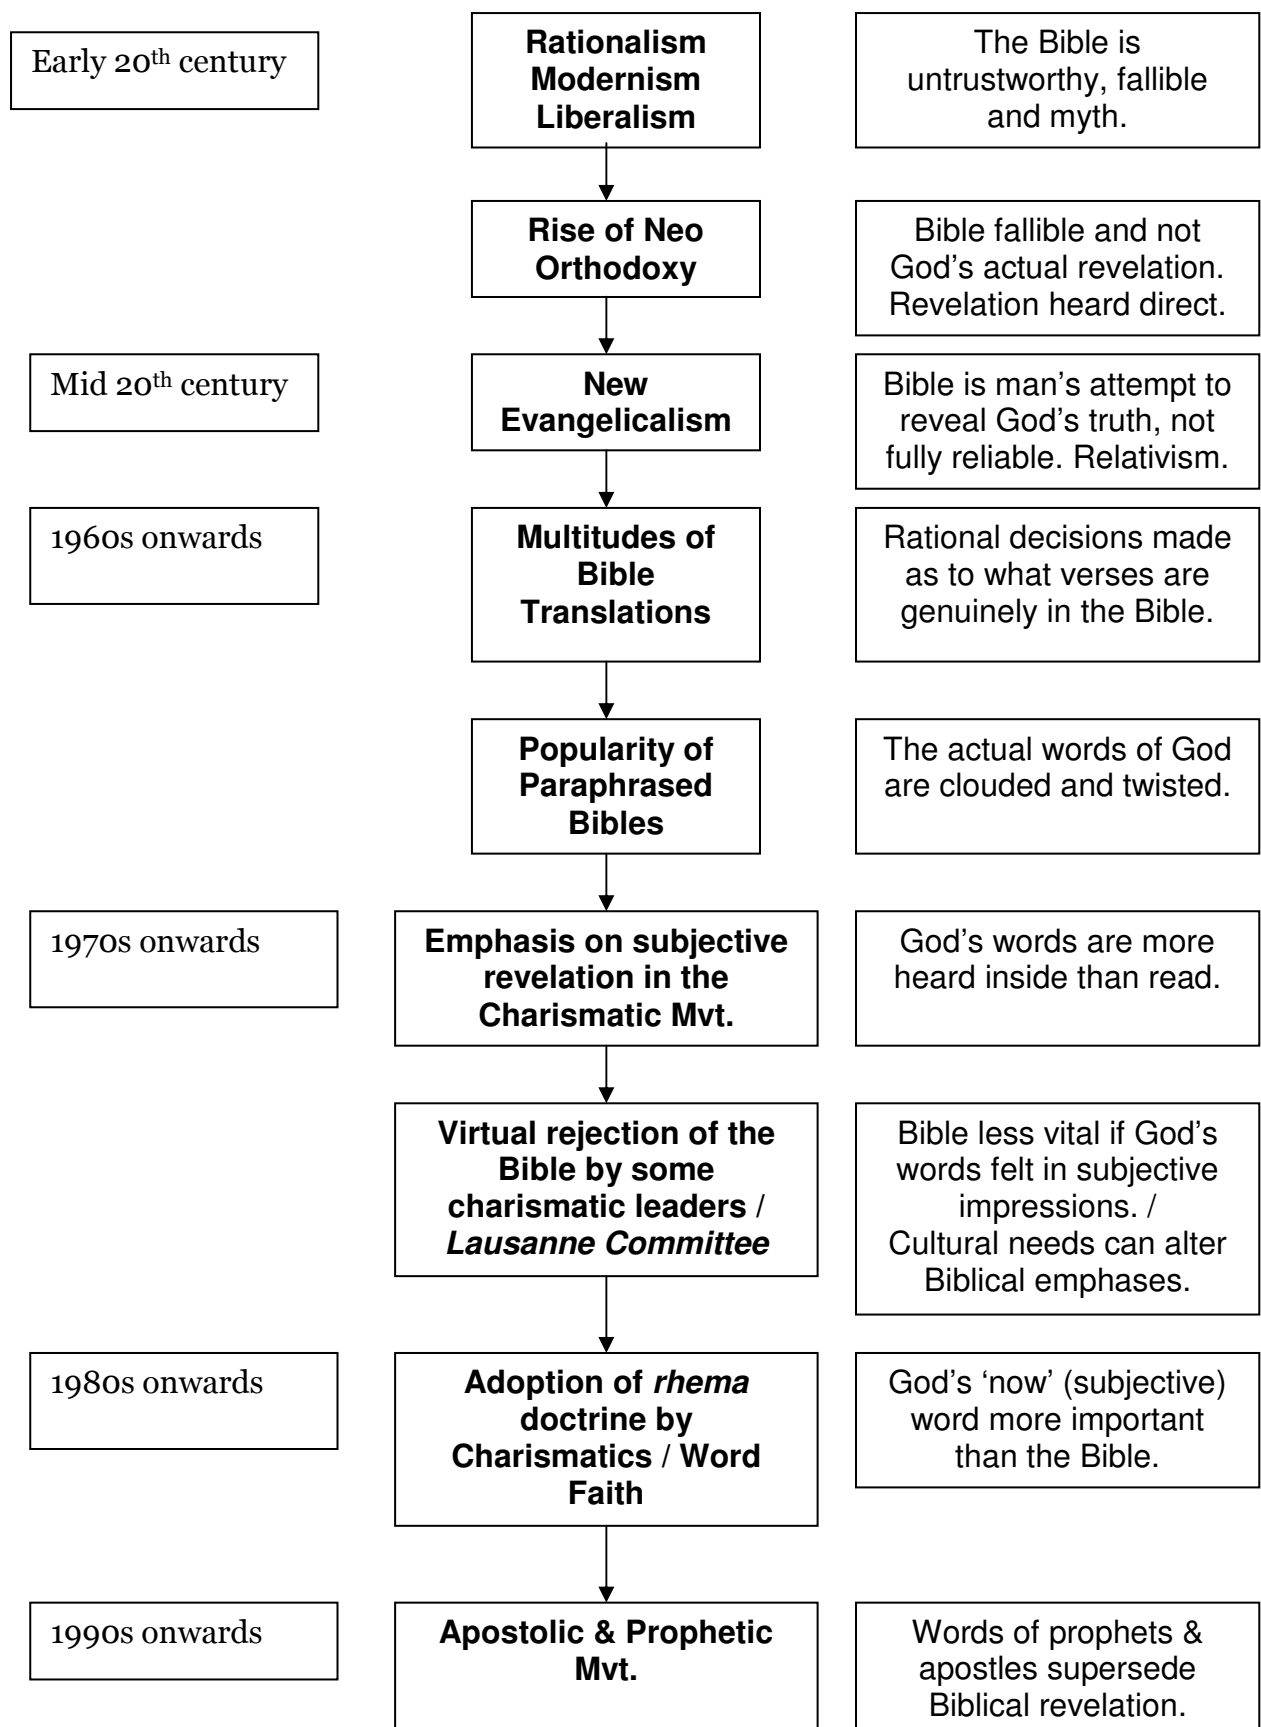 Early 20th century
Rationalism
Modernism
Liberalism
The Bible is
untrustworthy, fallible
and myth.
Rise of Neo
Orthodoxy
Bible fallible and not
God’s actual revelation.
Revelation heard direct.
Mid 20th century
New
Evangelicalism
Bible is man’s attempt to
reveal God’s truth, not
fully reliable. Relativism.
1960s onwards
Multitudes of
Bible
Translations
Rational decisions made
as to what verses are
genuinely in the Bible.
Popularity of
Paraphrased
Bibles
The actual words of God
are clouded and twisted.
1970s onwards
Emphasis on subjective
revelation in the
Charismatic Mvt.
God’s words are more
heard inside than read.
Virtual rejection of the
Bible by some
charismatic leaders /
Lausanne Committee
Bible less vital if God’s
words felt in subjective
impressions. /
Cultural needs can alter
Biblical emphases.
1980s onwards
Adoption of rhema
doctrine by
Charismatics / Word
Faith
God’s ‘now’ (subjective)
word more important
than the Bible.
1990s onwards
Apostolic & Prophetic
Mvt.
Words of prophets &
apostles supersede
Biblical revelation.